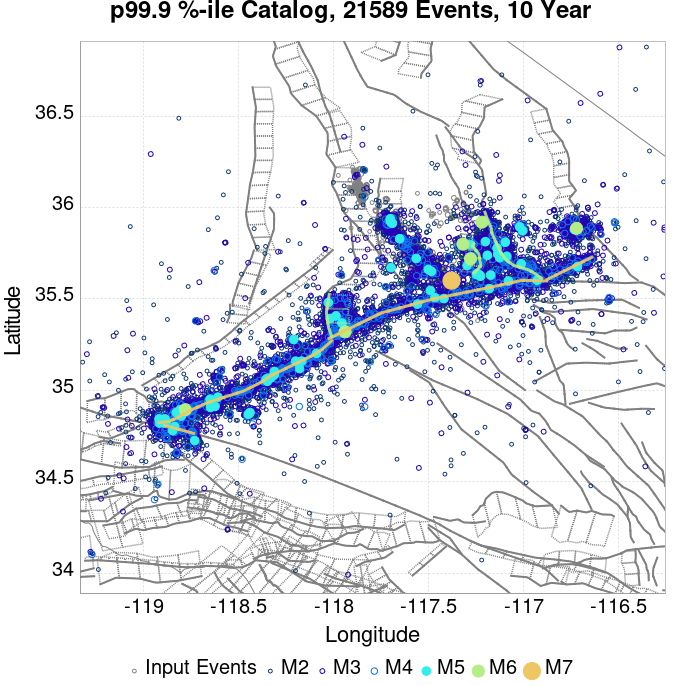 p99.9 %-ile Catalog, 21589 Events, 10 Year
Latitude
36.5
36
35.5
35
34.5
34
-119 -118.5 -118 -117.5 -117 -116.5
Longitude
Input Events M2 M3 M4 M5 M6 M7